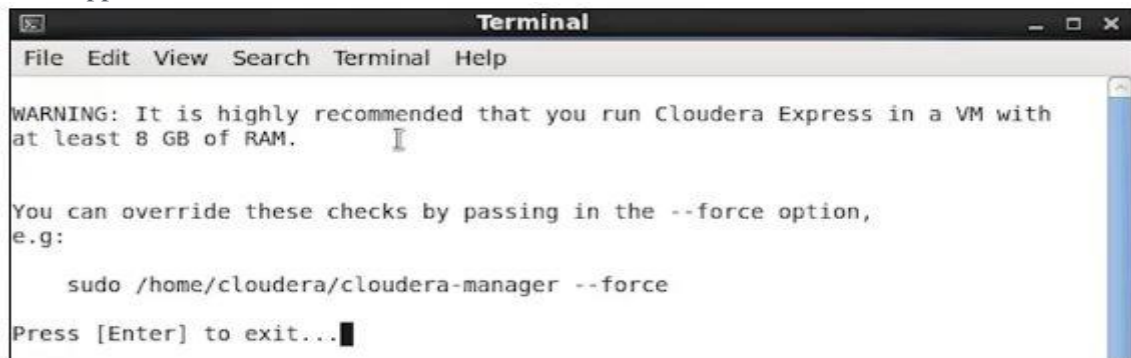 Terminal
File Edit View Search Terminal Help
WARNING: It is highly recommended that you run Cloudera Express in a VM with
at least 8 GB of RAM.
You can override these checks by passing in the --force option,
e.g:
sudo /home/cloudera/cloudera-manager --force
Press [Enter] to exit...